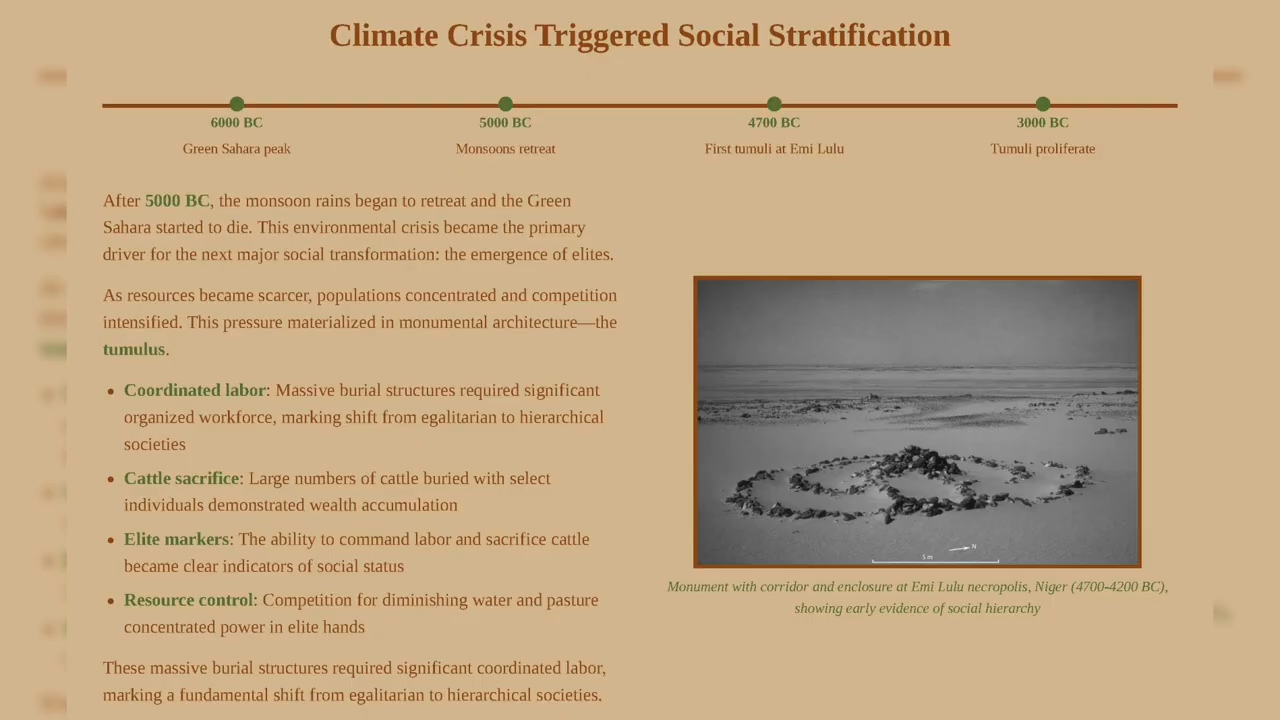 Climate Crisis Triggered Social Stratification
6000 BC
5000 BC
4700 BC
3000 BC
Green Sahara peak
Monsoons retreat
First tumuli at Emi Lulu
Tumuli proliferate
After 5000 BC, the monsoon rains began to retreat and the Green
Sahara started to die. This environmental crisis became the primary
driver for the next major social transformation: the emergence of elites.
As resources became scarcer, populations concentrated and competition
intensified. This pressure materialized in monumental architecture—the
tumulus.
• Coordinated labor: Massive burial structures required significant
organized workforce, marking shift from egalitarian to hierarchical
societies
• Cattle sacrifice: Large numbers of cattle buried with select
individuals demonstrated wealth accumulation
• Elite markers: The ability to command labor and sacrifice cattle
became clear indicators of social status
• Resource control: Competition for diminishing water and pasture
concentrated power in elite hands
These massive burial structures required significant coordinated labor,
marking a fundamental shift from egalitarian to hierarchical societies.
N
5 m
Monument with corridor and enclosure at Emi Lulu necropolis, Niger (4700-4200 BC),
showing early evidence of social hierarchy